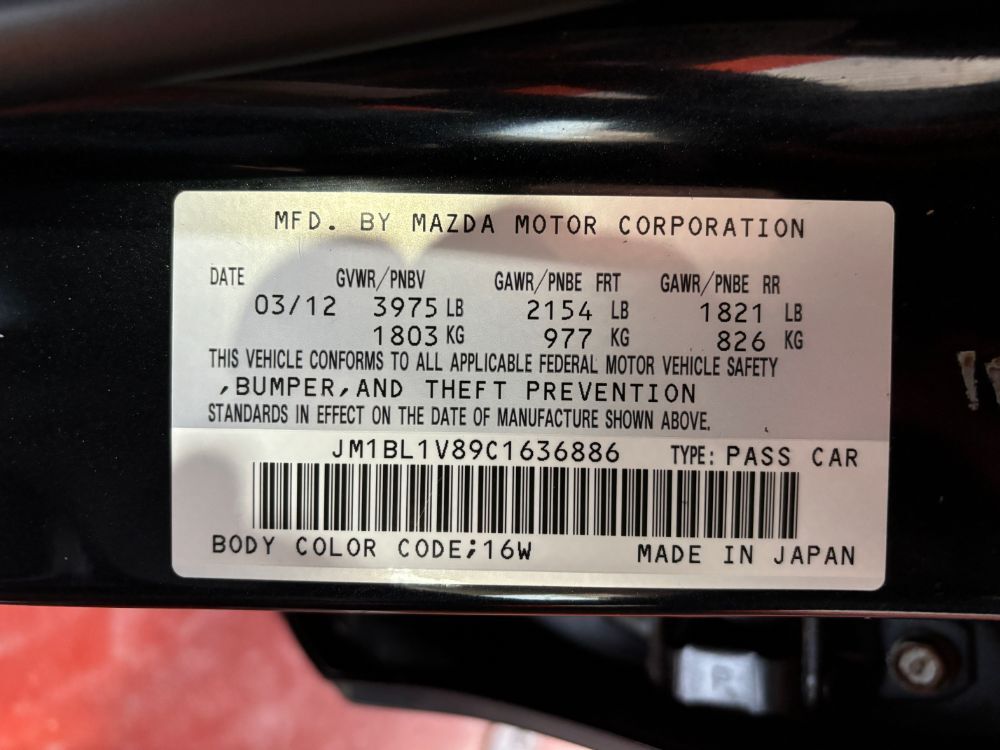 MFD. BY MAZDA MOTOR CORPORATION
DATE GVWR/PNBV GAWR/PNBE FRT GAWR/PNBE RR
03/12 3975 LB 2154 LB 1821 LB
1803 KG 977 KG 826 KG
THIS VEHICLE CONFORMS TO ALL APPLICABLE FEDERAL MOTOR VEHICLE SAFETY
,BUMPER,AND THEFT PREVENTION
STANDARDS IN EFFECT ON THE DATE OF MANUFACTURE SHOWN ABOVE.
JM1BL1V89C1636886 TYPE: PASS CAR
BODY COLOR CODE;16W MADE IN JAPAN